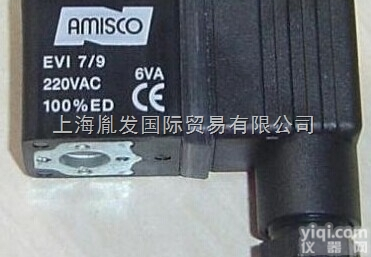 AMISCO
EVI 7/9
220VAC 6VA
100%ED CE
上海胤发国际贸易有限公司
yiqi.com
仪器网